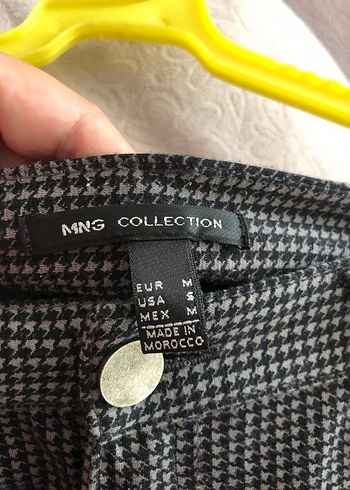 MNG COLLECTION
EUR M
USA S
MEX M
MADE IN
MOROCCO